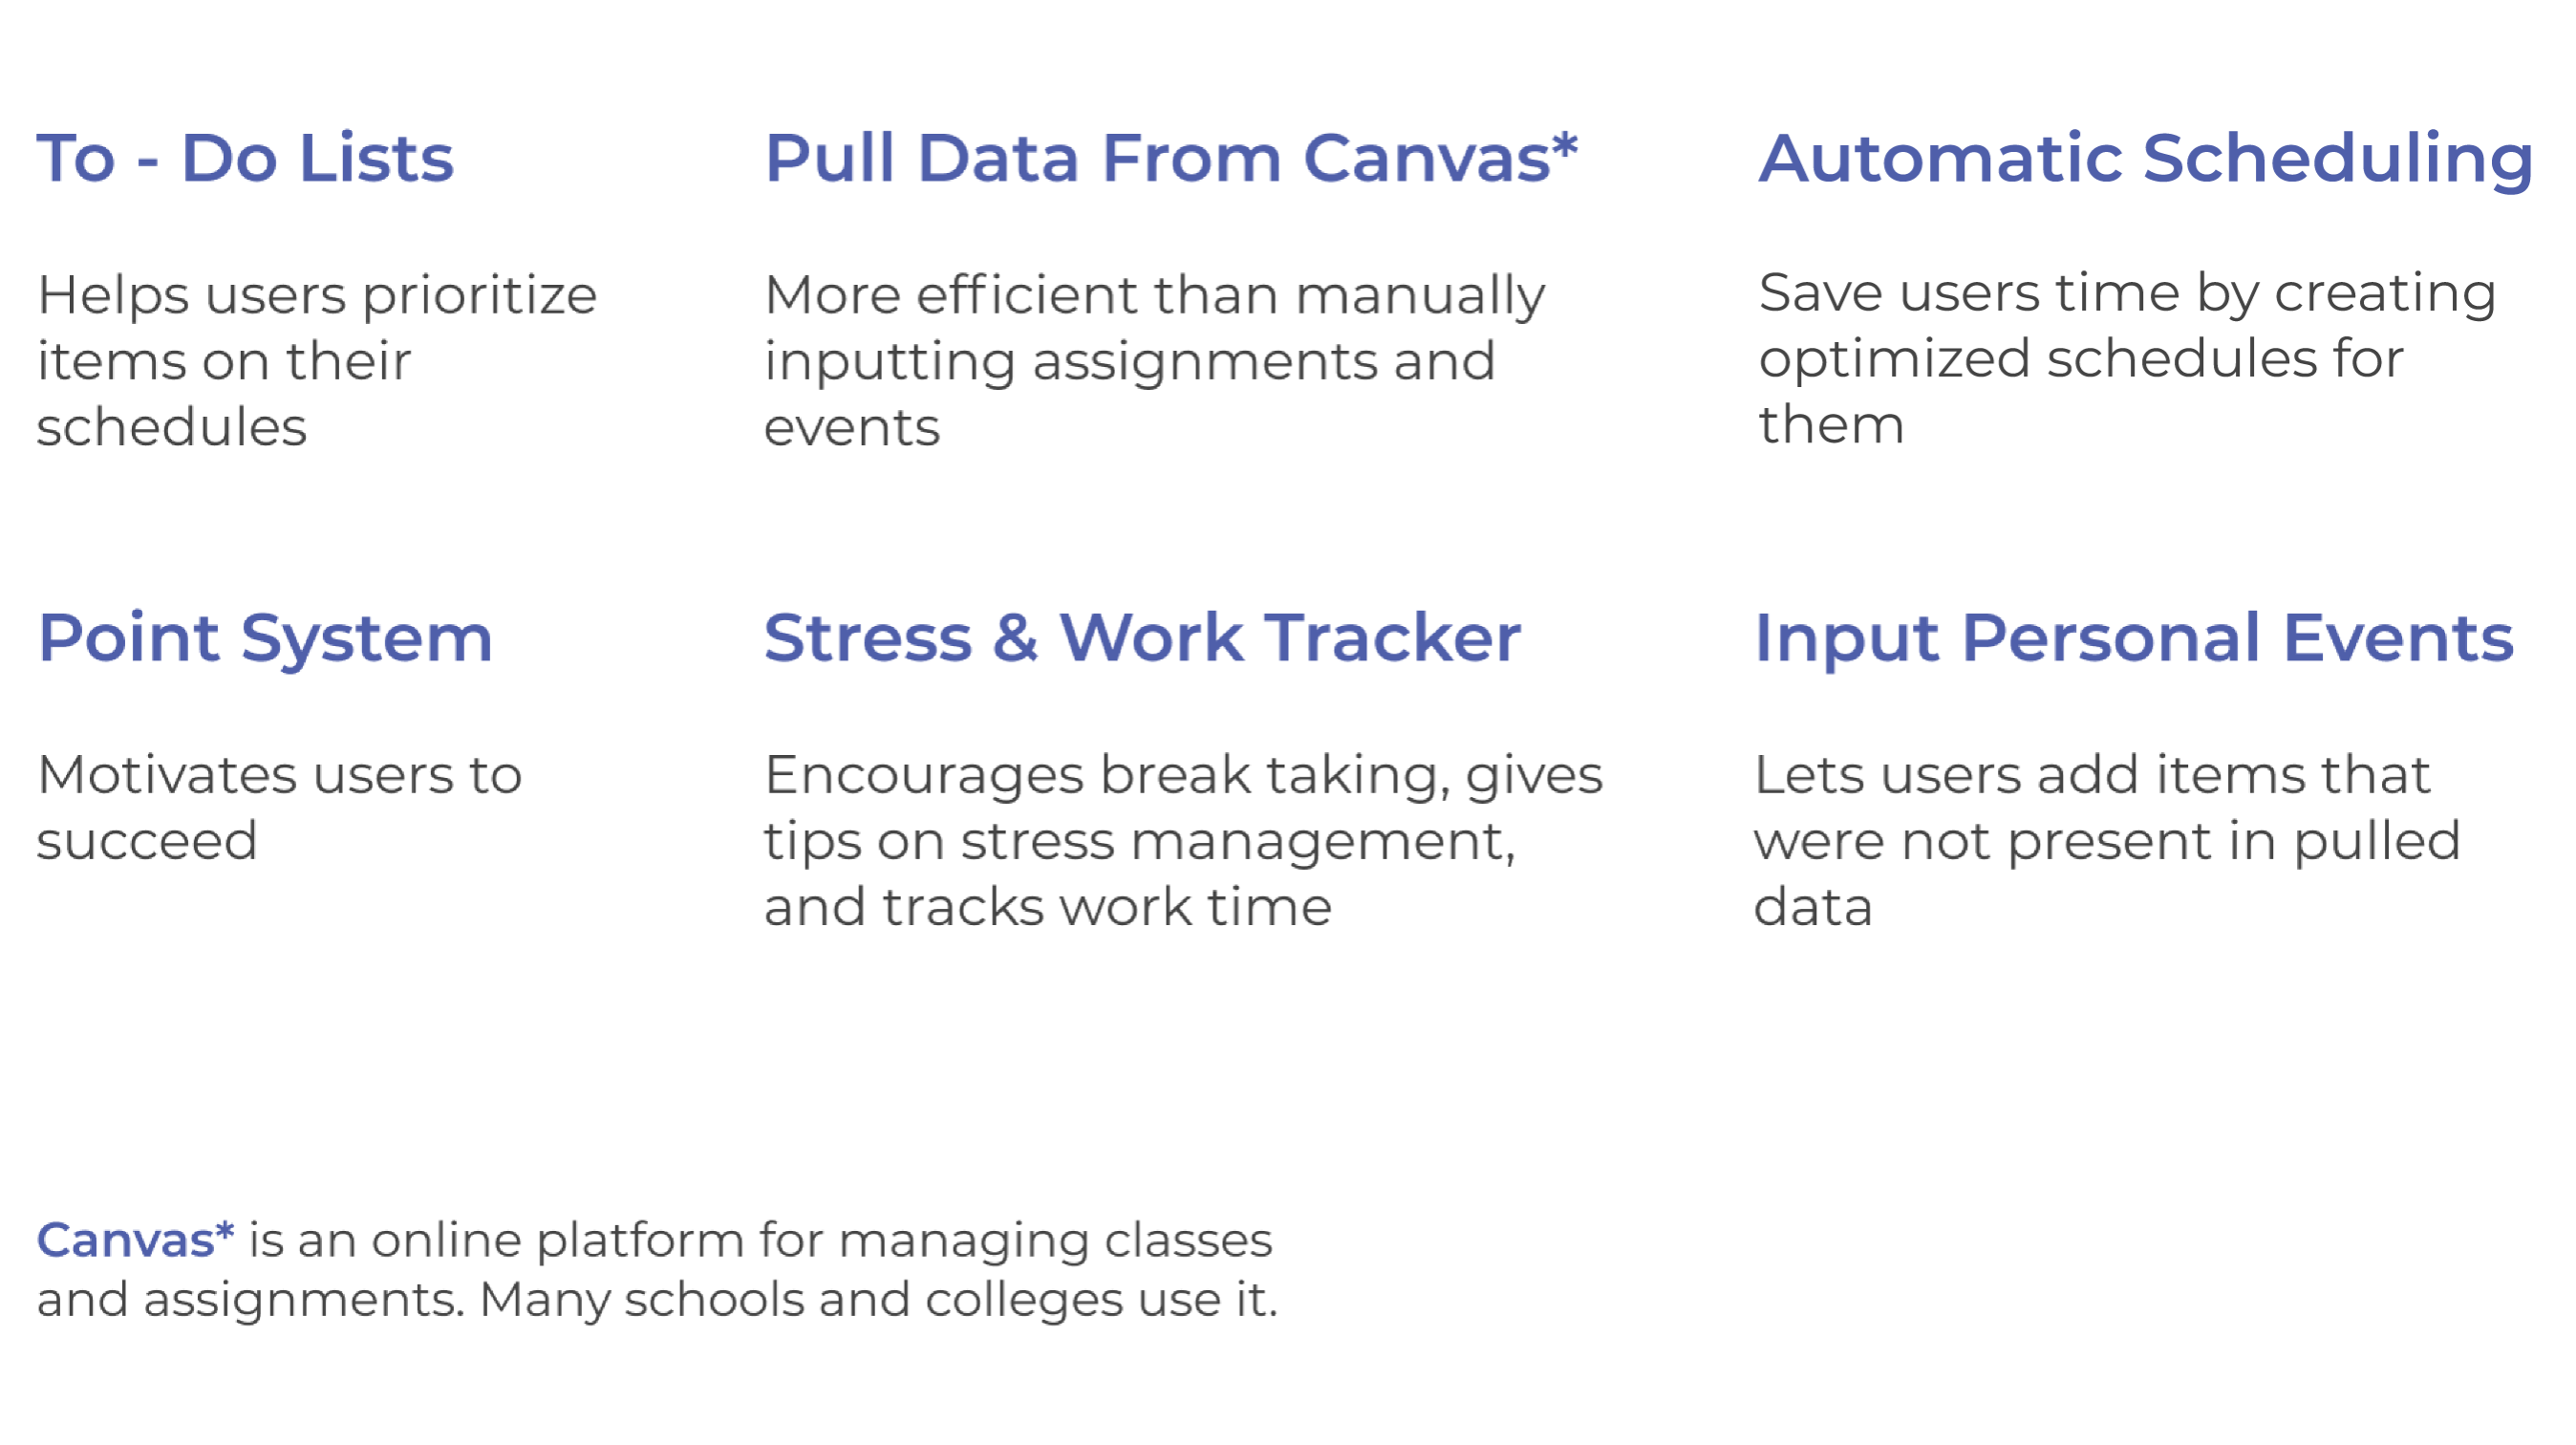 To - Do Lists
Helps users prioritize
items on their
schedules
Pull Data From Canvas*
More efficient than manually
inputting assignments and
events
Automatic Scheduling
Save users time by creating
optimized schedules for
them
Point System
Motivates users to
succeed
Stress & Work Tracker
Encourages break taking, gives
tips on stress management,
and tracks work time
Input Personal Events
Lets users add items that
were not present in pulled
data
Canvas* is an online platform for managing classes
and assignments. Many schools and colleges use it.